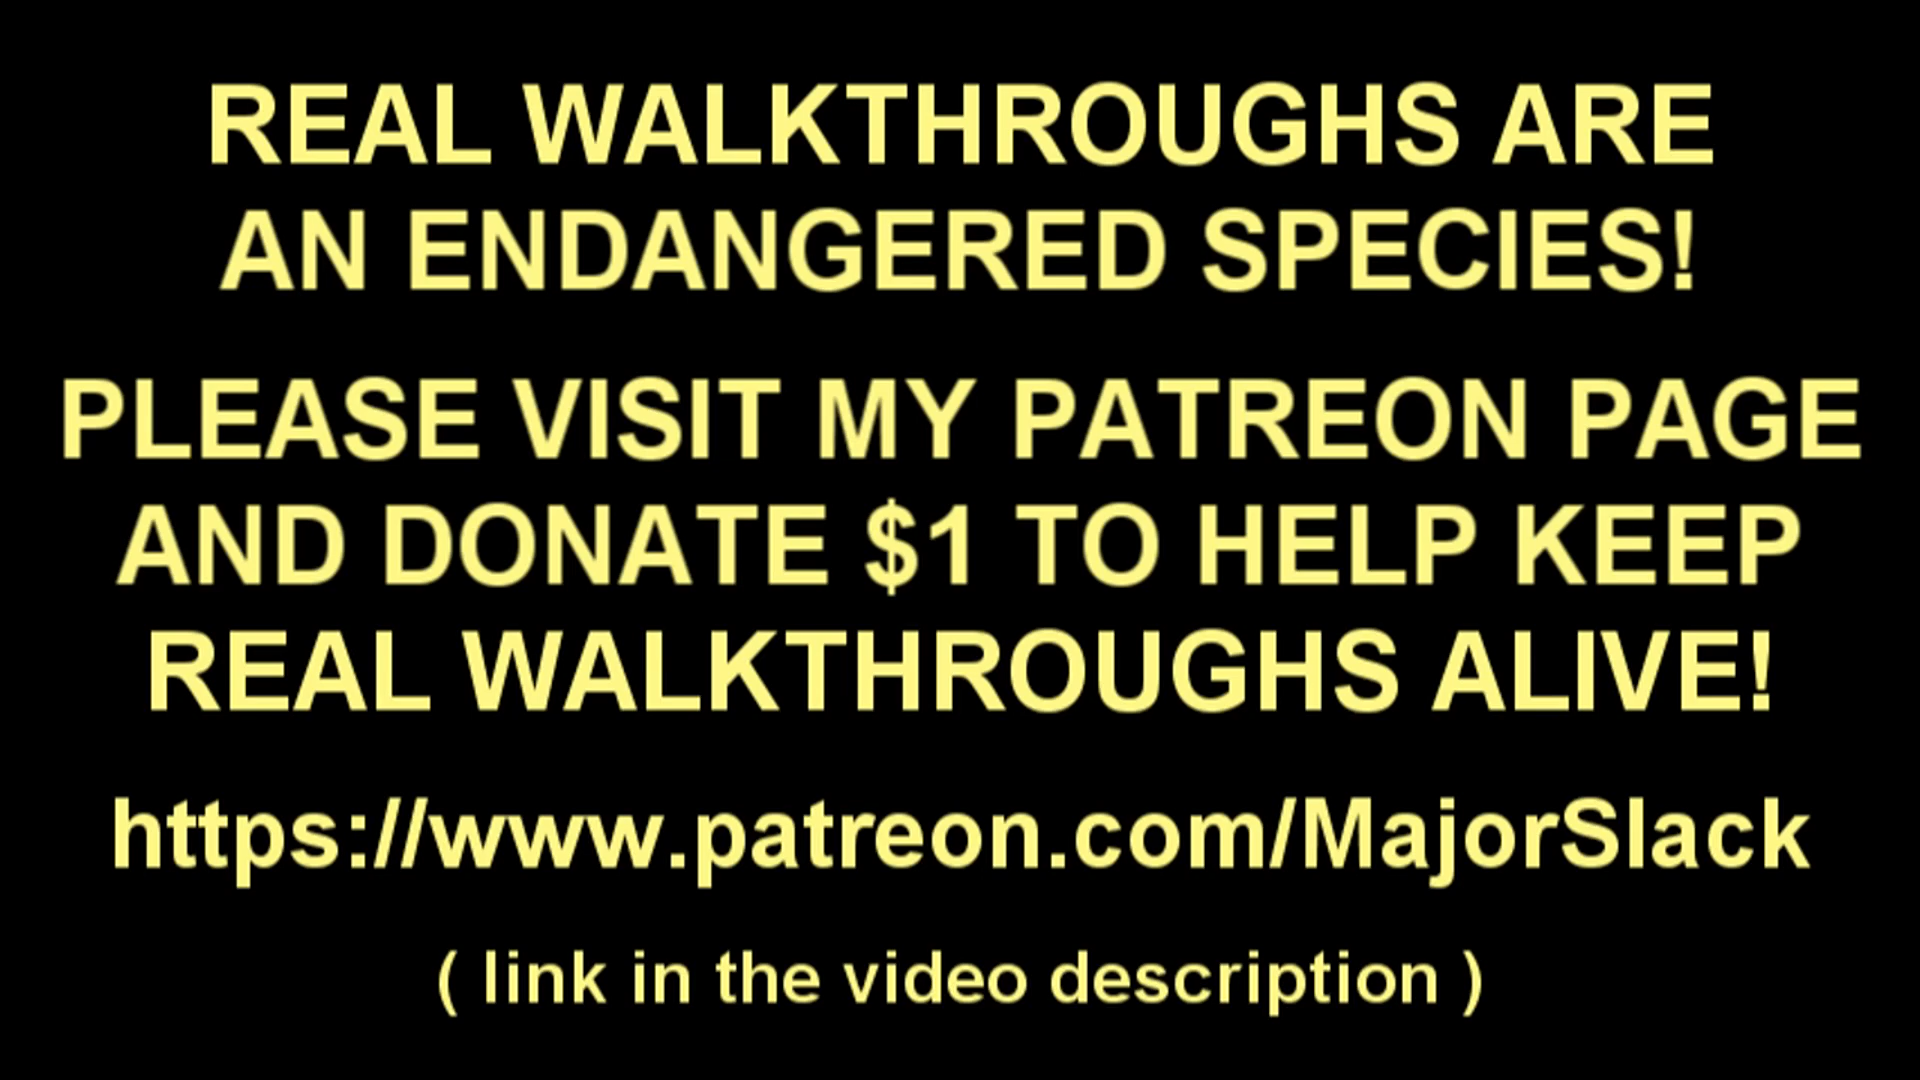 REAL WALKTHROUGHS ARE
AN ENDANGERED SPECIES!
PLEASE VISIT MY PATREON PAGE
AND DONATE $1 TO HELP KEEP
REAL WALKTHROUGHS ALIVE!
https://www.patreon.com/MajorSlack
( link in the video description )